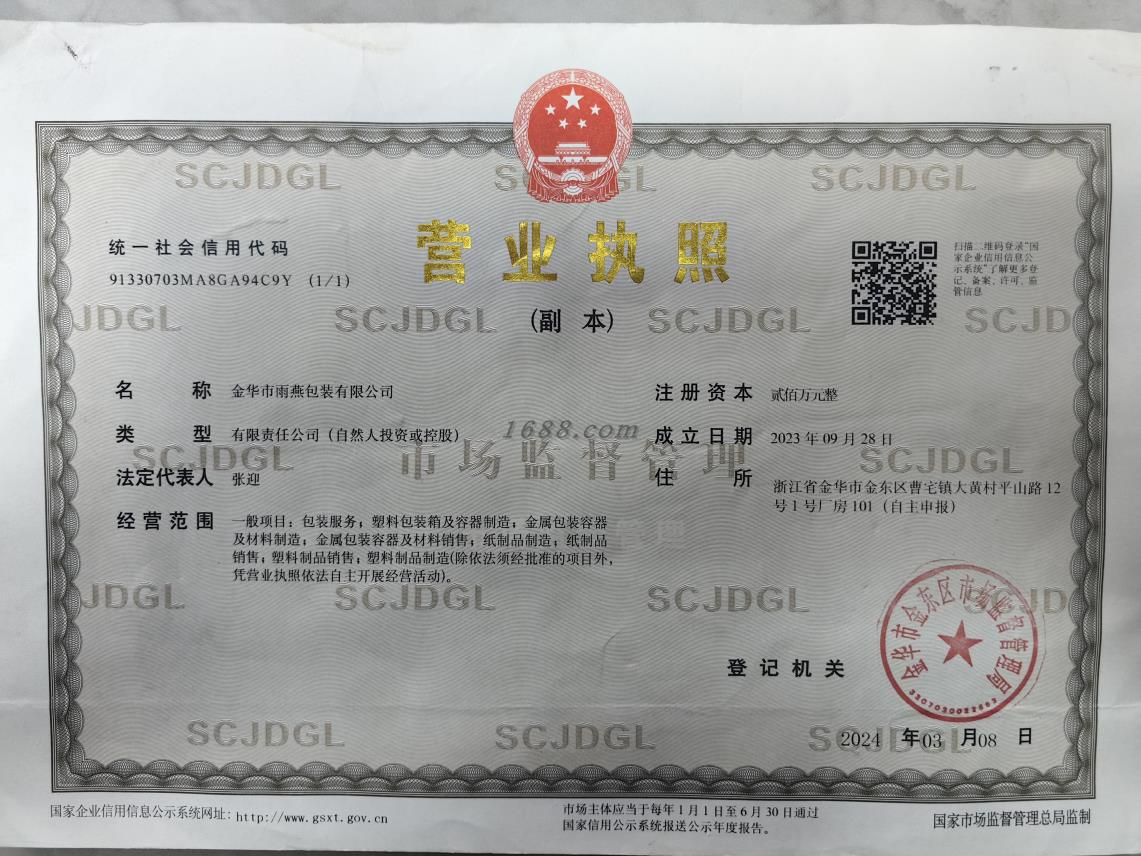 营业执照
(副 本)
统一社会信用代码
91330703MA8GA94C9Y (1/1)
扫描二维码登录“国
家企业信用信息公
示系统”了解更多登
记、备案、许可、监
管信息
名 称 金华市雨燕包装有限公司
类 型 有限责任公司（自然人投资或控股）
法定代表人 张迎
经营范围 一般项目：包装服务；塑料包装箱及容器制造；金属包装容器
及材料制造；金属包装容器及材料销售；纸制品制造；纸制品
销售；塑料制品销售；塑料制品制造(除依法须经批准的项目外，
凭营业执照依法自主开展经营活动)。
注册资本 贰佰万元整
成立日期 2023年09月28日
住 所 浙江省金华市金东区曹宅镇大黄村平山路12
号1号厂房101（自主申报）
1688.com
市场监督管理
SCJDGL
登记机关
金华市金东区市场监督管理局
2024 年03 月08 日
国家企业信用信息公示系统网址：http://www.gsxt.gov.cn
市场主体应当于每年1月1日至6月30日通过
国家信用公示系统报送公示年度报告。
国家市场监督管理总局监制